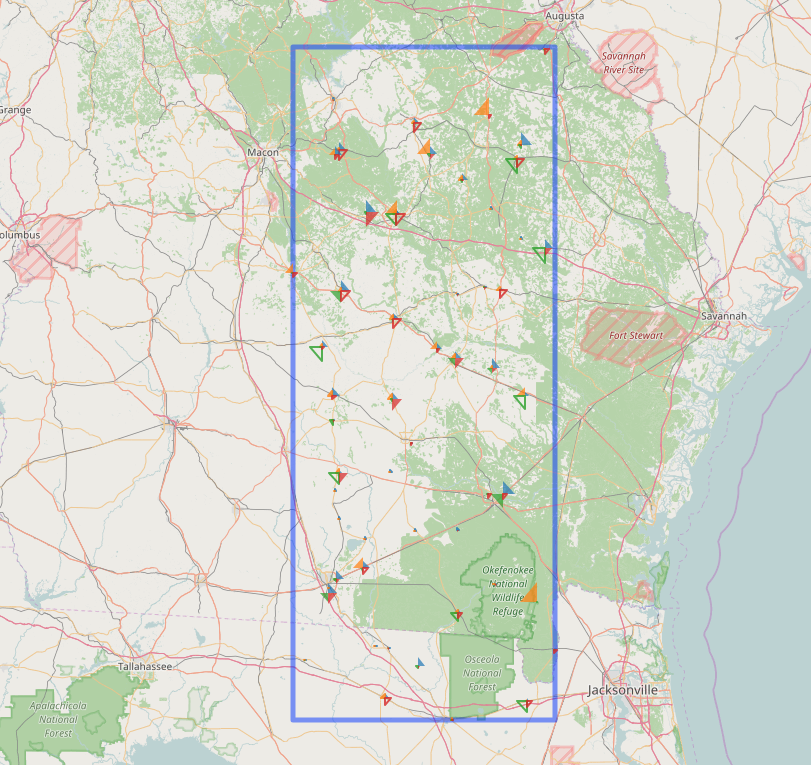 Augusta
Savannah
River Site
Grange
Macon
olumbus
Savannah
Fort Stewart
Okefenokee
National
Wildlife
Refuge
Osceola
National
Forest
Tallahassee
Jacksonville
Apalachicola
National
Forest